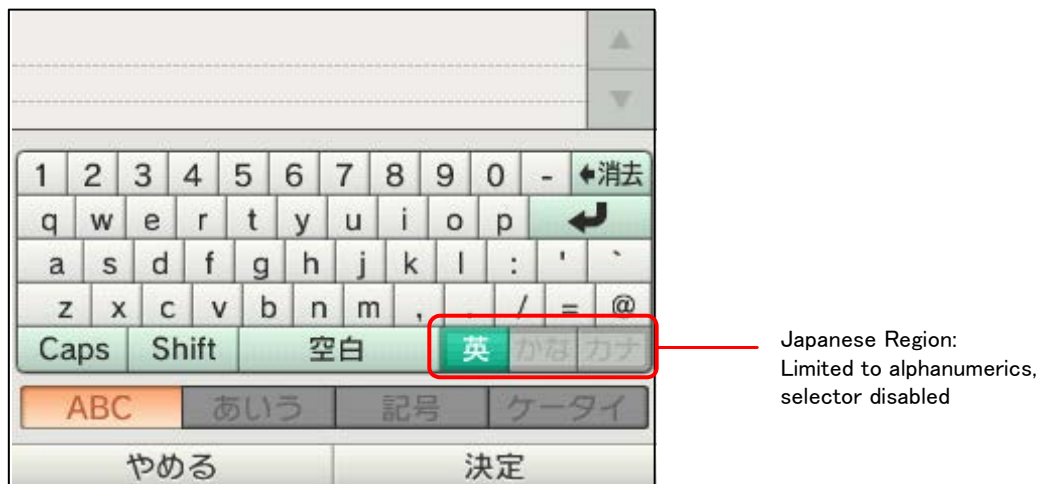 1 2 3 4 5 6 7 8 9 0 - 消去
q w e r t y u i o p
a s d f g h j k l : ' `
z x c v b n m , . / = @
Caps Shift 空白 英 かな カナ
ABC あいう 記号 ケータイ
やめる 決定
Japanese Region:
Limited to alphanumerics,
selector disabled